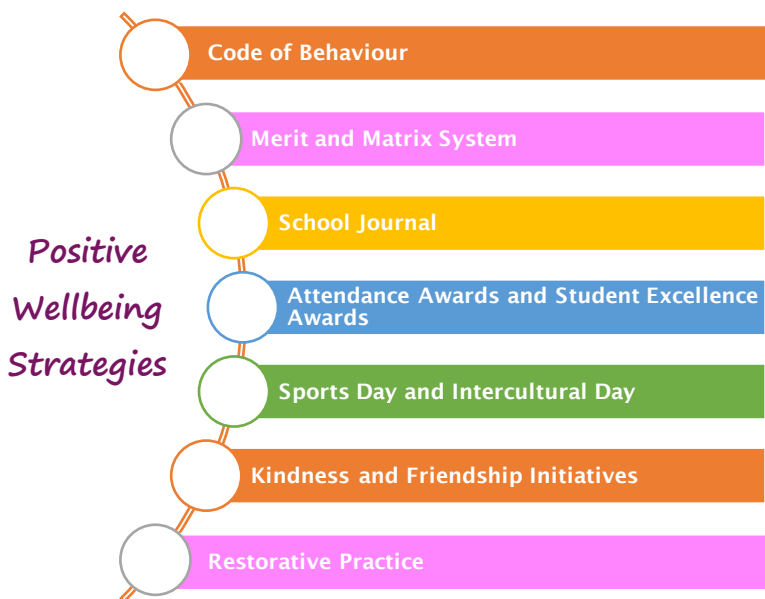 Positive
Wellbeing
Strategies
Code of Behaviour
Merit and Matrix System
School Journal
Attendance Awards and Student Excellence
Awards
Sports Day and Intercultural Day
Kindness and Friendship Initiatives
Restorative Practice